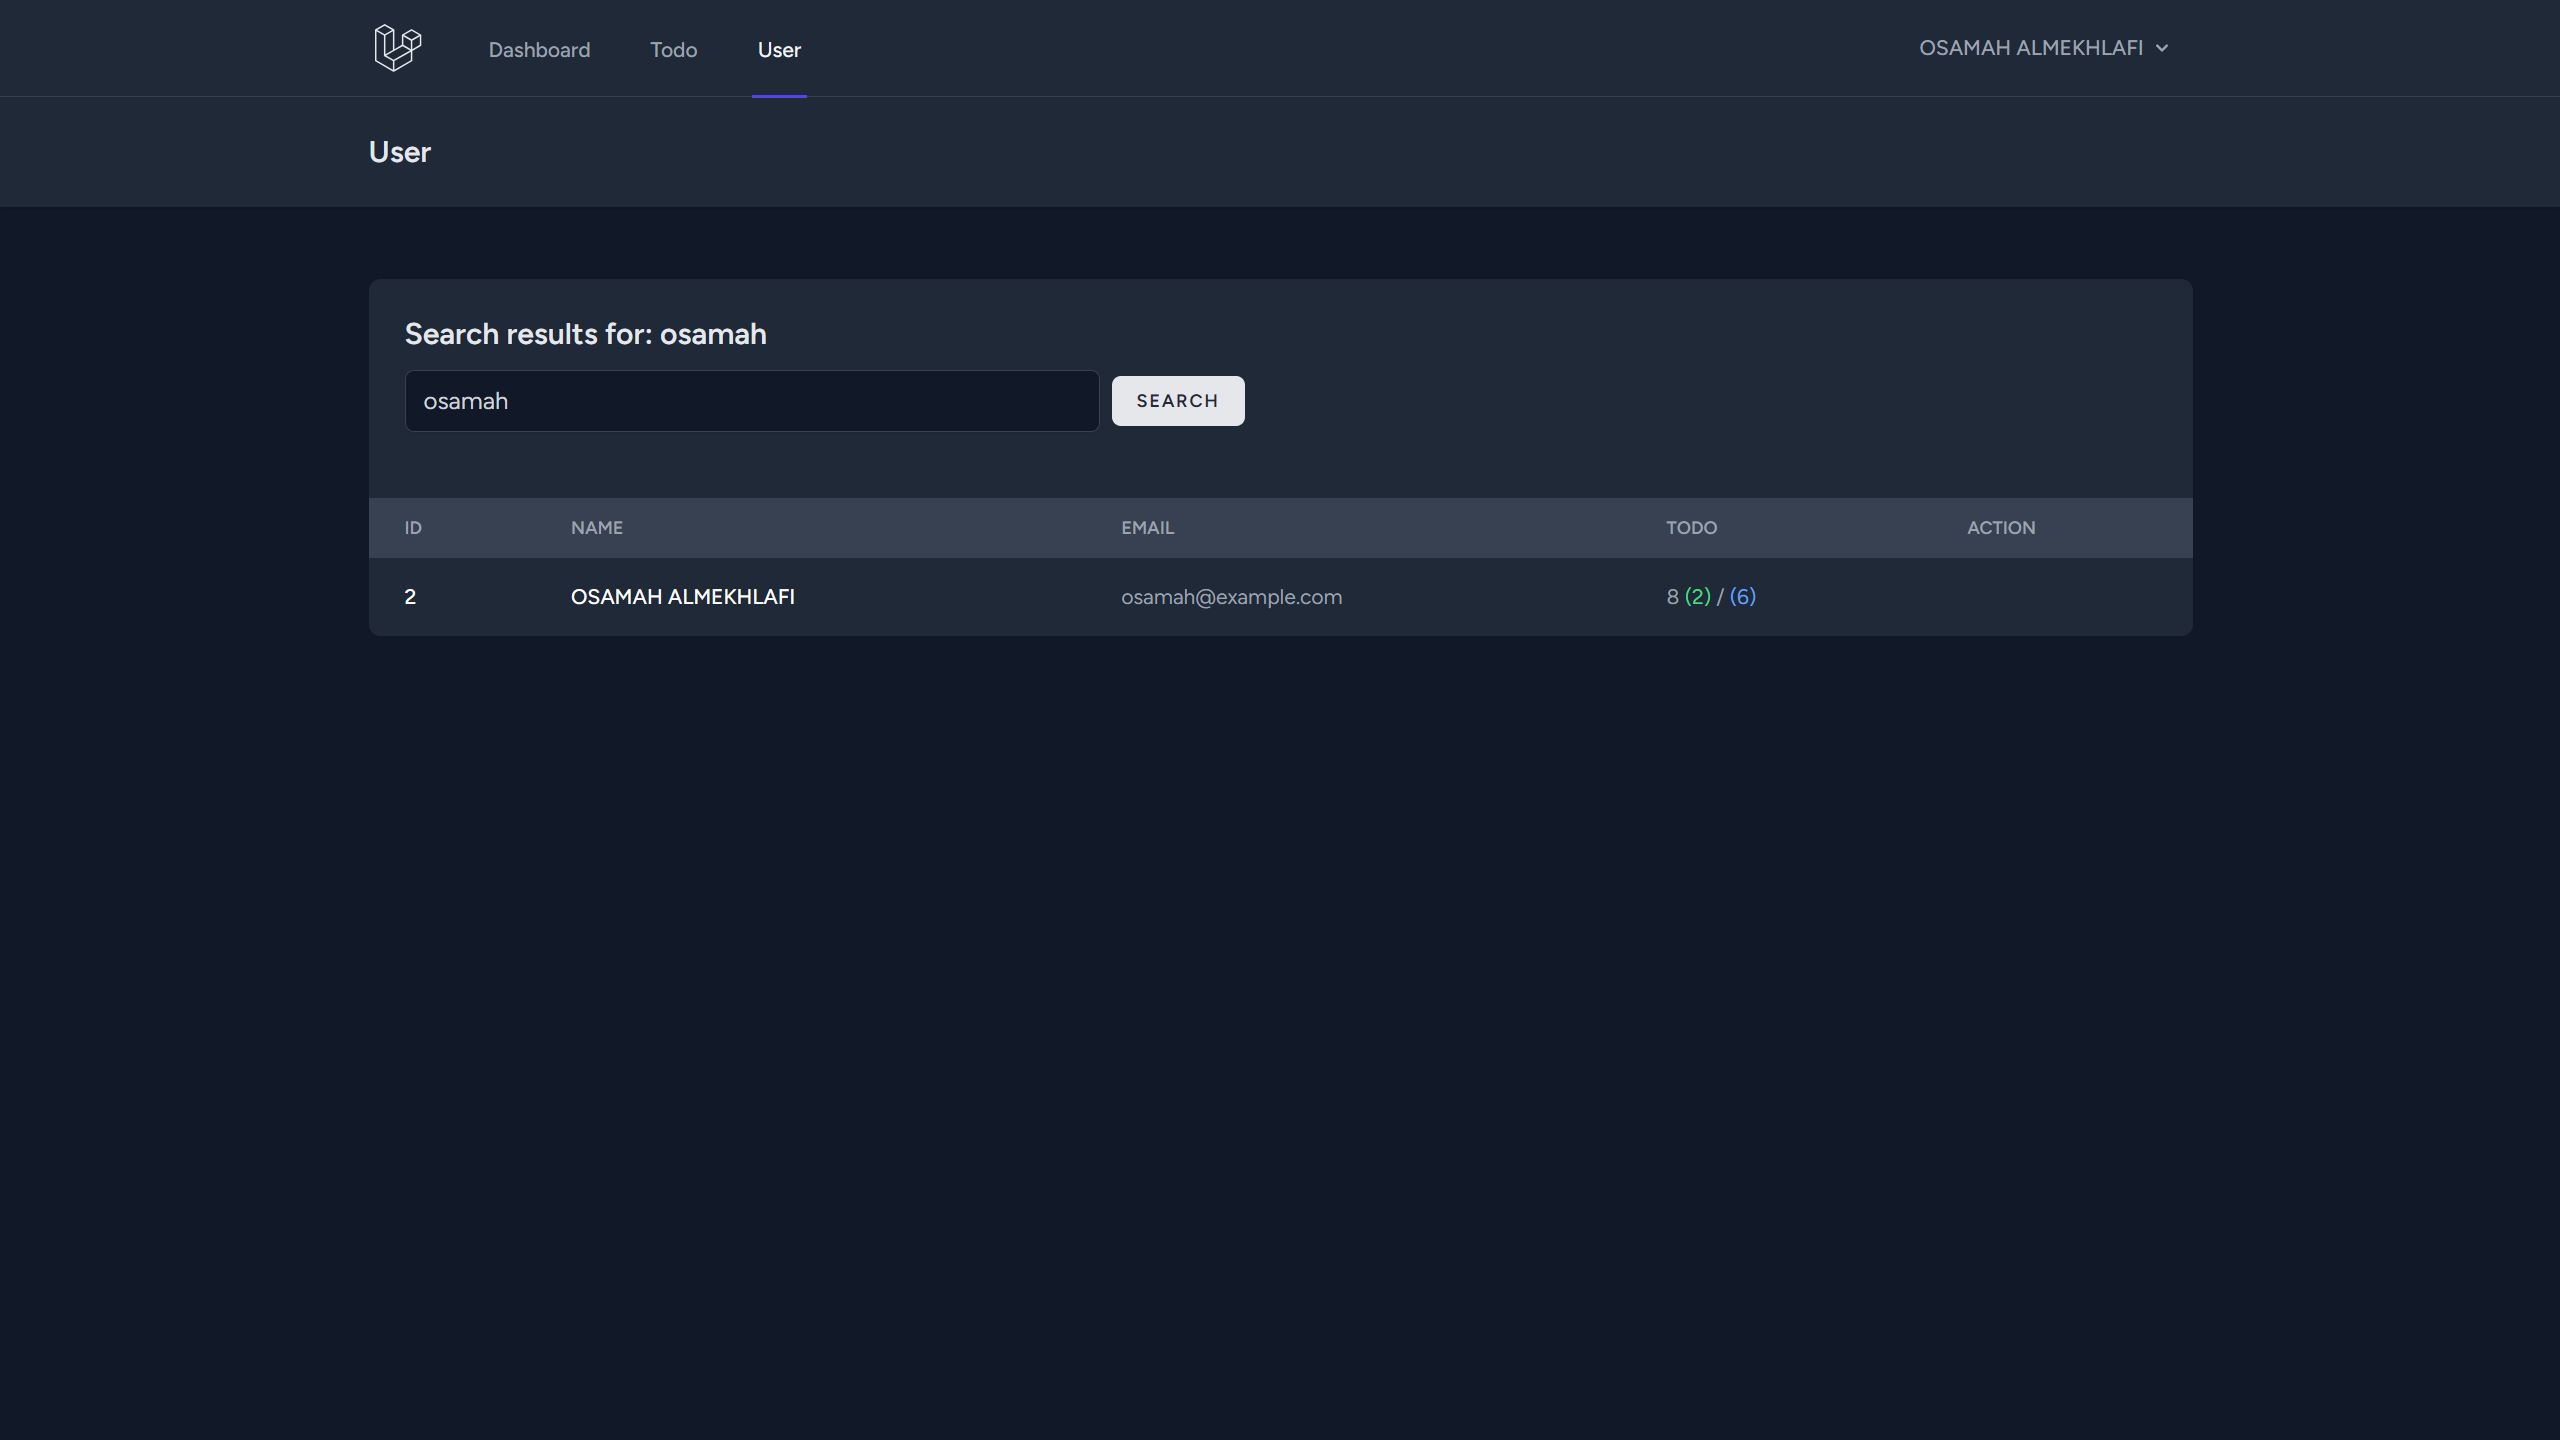 Dashboard Todo User OSAMAH ALMEKHLAFI
User
Search results for: osamah
osamah SEARCH
ID NAME EMAIL TODO ACTION
2 OSAMAH ALMEKHLAFI osamah@example.com 8 (2) / (6)